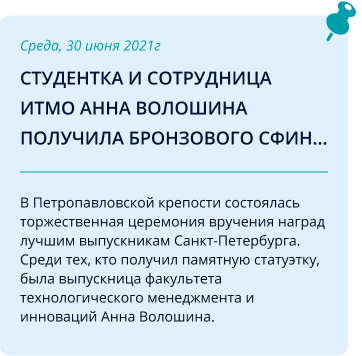 Среда, 30 июня 2021г
СТУДЕНТКА И СОТРУДНИЦА
ИТМО АННА ВОЛОШИНА
ПОЛУЧИЛА БРОНЗОВОГО СФИН...
В Петропавловской крепости состоялась
торжественная церемония вручения наград
лучшим выпускникам Санкт-Петербурга.
Среди тех, кто получил памятную статуэтку,
была выпускница факультета
технологического менеджмента и
инноваций Анна Волошина.